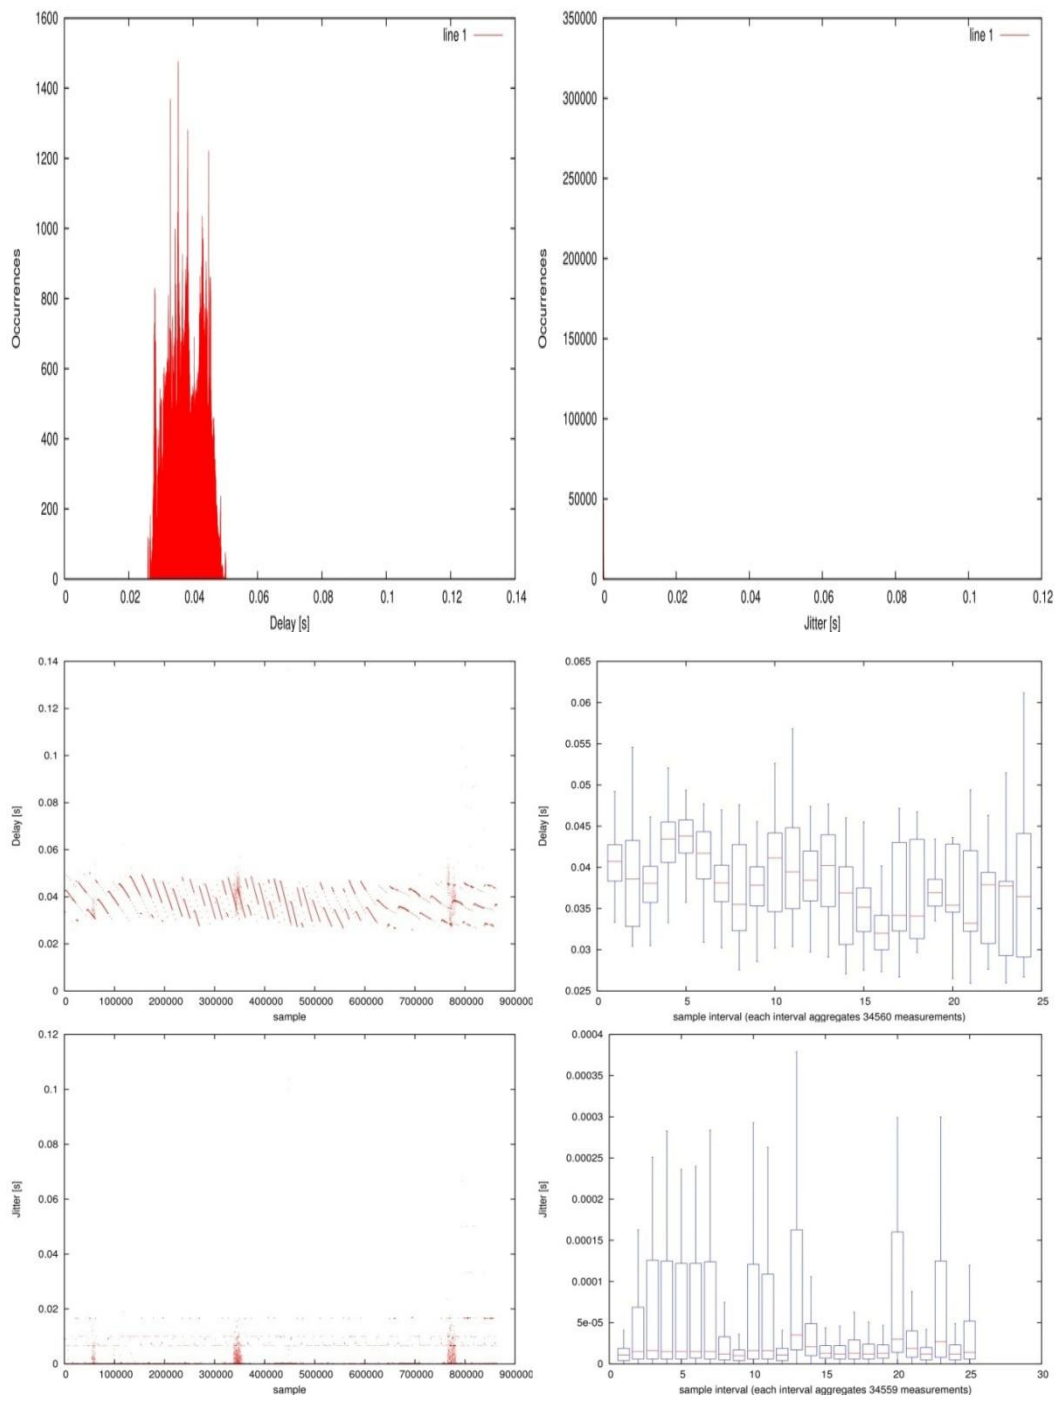 1600
1400
1200
1000
800
600
400
200
0
Occurrences
line 1
0 0.02 0.04 0.06 0.08 0.1 0.12 0.14
Delay [s]
350000
300000
250000
200000
150000
100000
50000
0
Occurrences
line 1
0 0.02 0.04 0.06 0.08 0.1 0.12
Jitter [s]
0.14
0.12
0.1
0.08
0.06
0.04
0.02
0
Delay [s]
0 100000 200000 300000 400000 500000 600000 700000 800000 900000
sample
0.065
0.06
0.055
0.05
0.045
0.04
0.035
0.03
0.025
Delay [s]
0 5 10 15 20 25
sample interval (each interval aggregates 34560 measurements)
0.12
0.1
0.08
0.06
0.04
0.02
0
Jitter [s]
0 100000 200000 300000 400000 500000 600000 700000 800000 900000
sample
0.0004
0.00035
0.0003
0.00025
0.0002
0.00015
0.0001
5e-05
0
Jitter [s]
0 5 10 15 20 25 30
sample interval (each interval aggregates 34559 measurements)